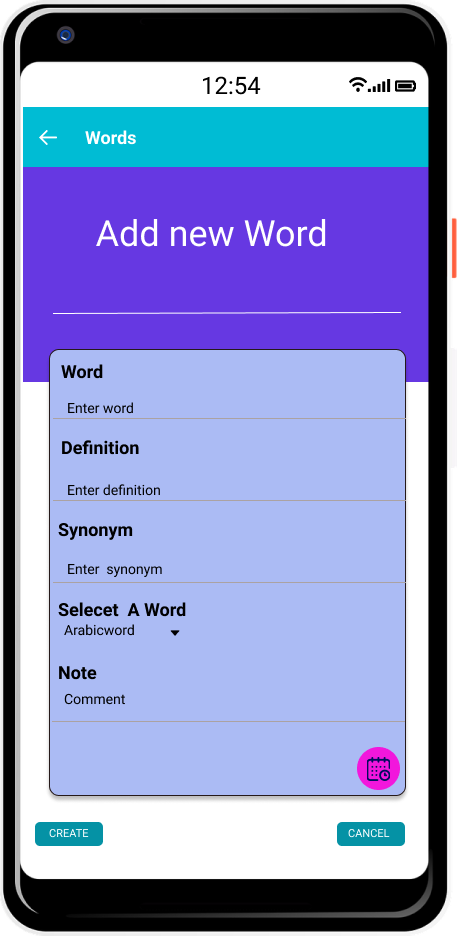 12:54
Words
Add new Word
Word
Enter word
Definition
Enter definition
Synonym
Enter  synonym
Selecet  A Word
Arabicword
Note
Comment
CREATE
CANCEL